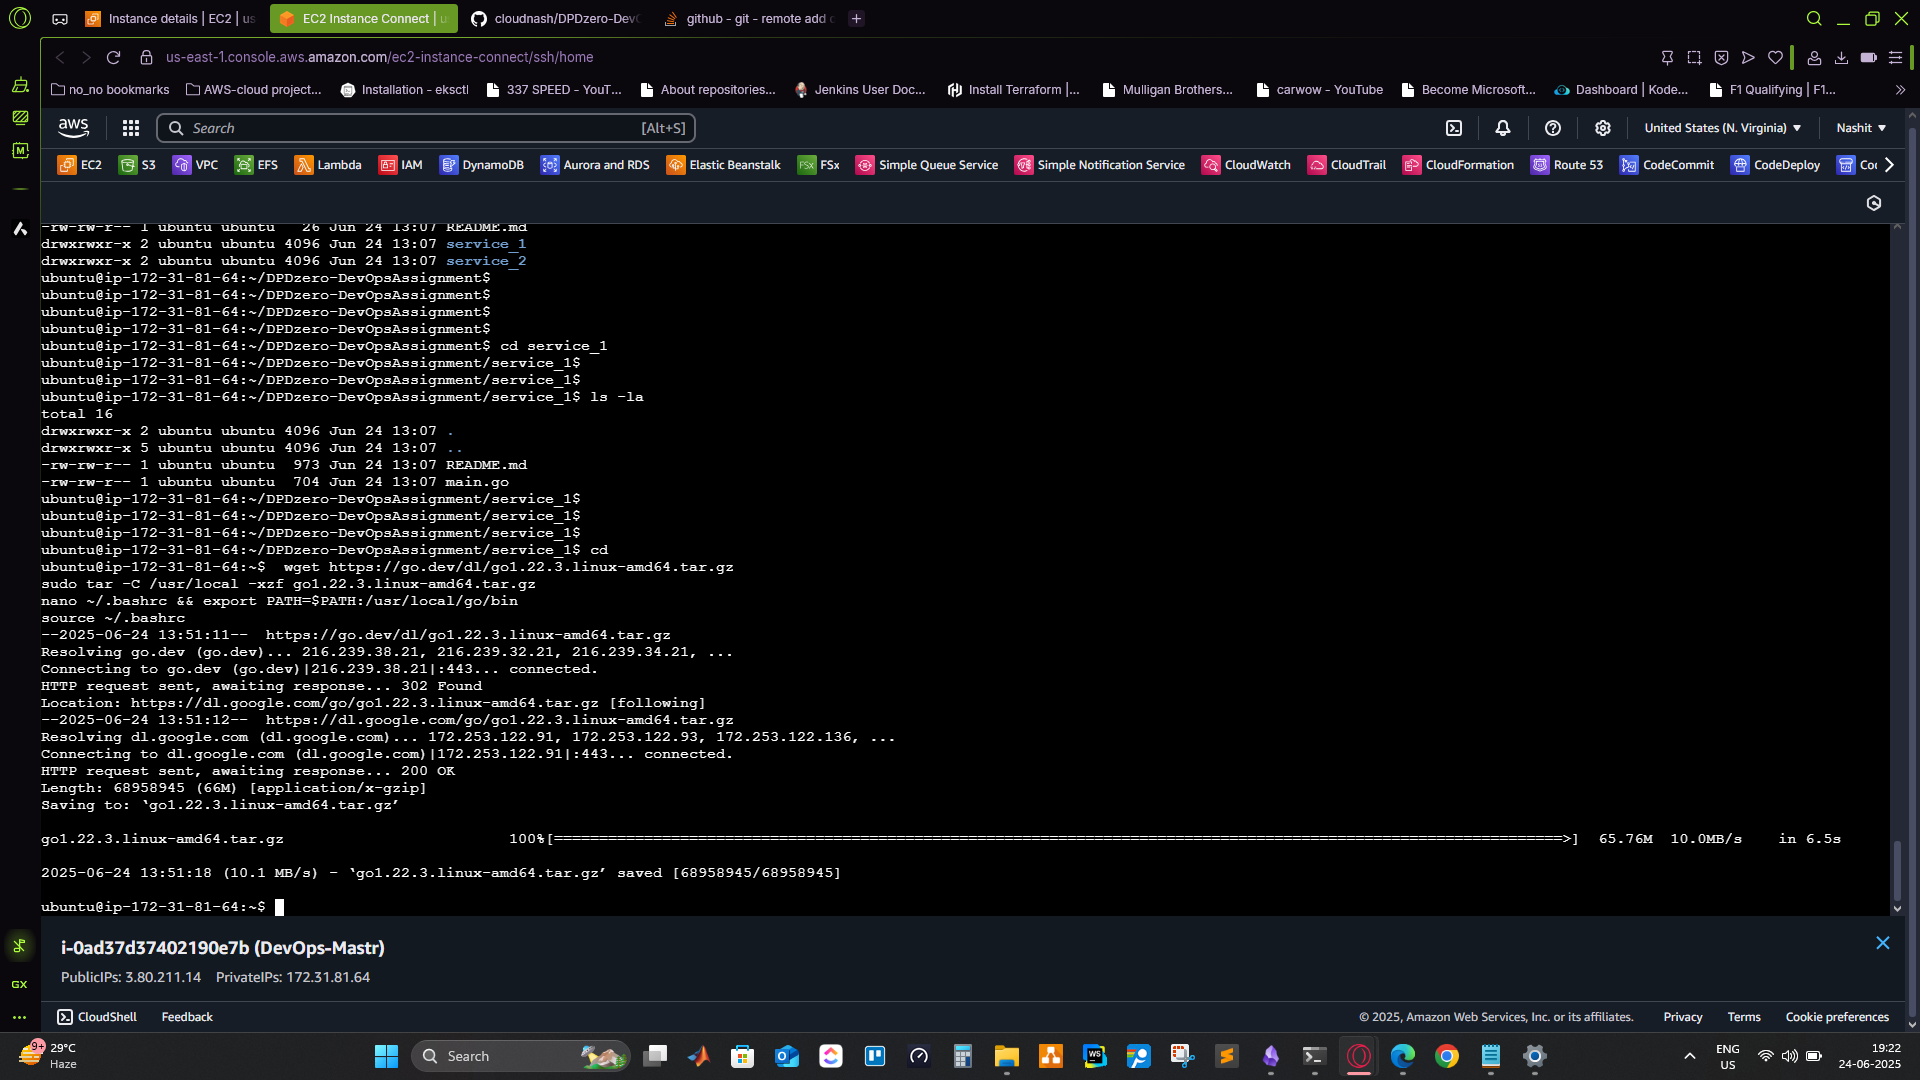 Instance details | EC2 | us
EC2 Instance Connect | u
cloudnash/DPDzero-DevO
github - git - remote add o
us-east-1.console.aws.amazon.com/ec2-instance-connect/ssh/home
no_no bookmarks
AWS-cloud project...
Installation - eksctl
337 SPEED - YouT...
About repositories...
Jenkins User Doc...
Install Terraform |...
Mulligan Brothers...
carwow - YouTube
Become Microsoft...
Dashboard | Kode...
F1 Qualifying | F1...
aws
Search [Alt+S]
United States (N. Virginia)
Nashit
EC2
S3
VPC
EFS
Lambda
IAM
DynamoDB
Aurora and RDS
Elastic Beanstalk
FSx
Simple Queue Service
Simple Notification Service
CloudWatch
CloudTrail
CloudFormation
Route 53
CodeCommit
CodeDeploy
-rw-rw-r-- 1 ubuntu ubuntu   26 Jun 24 13:07 README.md
drwxrwxr-x 2 ubuntu ubuntu 4096 Jun 24 13:07 service_1
drwxrwxr-x 2 ubuntu ubuntu 4096 Jun 24 13:07 service_2
ubuntu@ip-172-31-81-64:~/DPDzero-DevOpsAssignment$
ubuntu@ip-172-31-81-64:~/DPDzero-DevOpsAssignment$
ubuntu@ip-172-31-81-64:~/DPDzero-DevOpsAssignment$
ubuntu@ip-172-31-81-64:~/DPDzero-DevOpsAssignment$
ubuntu@ip-172-31-81-64:~/DPDzero-DevOpsAssignment$ cd service_1
ubuntu@ip-172-31-81-64:~/DPDzero-DevOpsAssignment/service_1$
ubuntu@ip-172-31-81-64:~/DPDzero-DevOpsAssignment/service_1$
ubuntu@ip-172-31-81-64:~/DPDzero-DevOpsAssignment/service_1$ ls -la
total 16
drwxrwxr-x 2 ubuntu ubuntu 4096 Jun 24 13:07 .
drwxrwxr-x 5 ubuntu ubuntu 4096 Jun 24 13:07 ..
-rw-rw-r-- 1 ubuntu ubuntu  973 Jun 24 13:07 README.md
-rw-rw-r-- 1 ubuntu ubuntu  704 Jun 24 13:07 main.go
ubuntu@ip-172-31-81-64:~/DPDzero-DevOpsAssignment/service_1$
ubuntu@ip-172-31-81-64:~/DPDzero-DevOpsAssignment/service_1$
ubuntu@ip-172-31-81-64:~/DPDzero-DevOpsAssignment/service_1$
ubuntu@ip-172-31-81-64:~/DPDzero-DevOpsAssignment/service_1$ cd
ubuntu@ip-172-31-81-64:~$  wget https://go.dev/dl/go1.22.3.linux-amd64.tar.gz
sudo tar -C /usr/local -xzf go1.22.3.linux-amd64.tar.gz
nano ~/.bashrc && export PATH=$PATH:/usr/local/go/bin
source ~/.bashrc
--2025-06-24 13:51:11--  https://go.dev/dl/go1.22.3.linux-amd64.tar.gz
Resolving go.dev (go.dev)... 216.239.38.21, 216.239.32.21, 216.239.34.21, ...
Connecting to go.dev (go.dev)|216.239.38.21|:443... connected.
HTTP request sent, awaiting response... 302 Found
Location: https://dl.google.com/go/go1.22.3.linux-amd64.tar.gz [following]
--2025-06-24 13:51:12--  https://dl.google.com/go/go1.22.3.linux-amd64.tar.gz
Resolving dl.google.com (dl.google.com)... 172.253.122.91, 172.253.122.93, 172.253.122.136, ...
Connecting to dl.google.com (dl.google.com)|172.253.122.91|:443... connected.
HTTP request sent, awaiting response... 200 OK
Length: 68958945 (66M) [application/x-gzip]
Saving to: ‘go1.22.3.linux-amd64.tar.gz’
go1.22.3.linux-amd64.tar.gz 100%[================================================================================================================>] 65.76M 10.0MB/s in 6.5s
2025-06-24 13:51:18 (10.1 MB/s) - ‘go1.22.3.linux-amd64.tar.gz’ saved [68958945/68958945]
ubuntu@ip-172-31-81-64:~$
i-0ad37d37402190e7b (DevOps-Mastr)
PublicIPs: 3.80.211.14 PrivateIPs: 172.31.81.64
GX
CloudShell
Feedback
© 2025, Amazon Web Services, Inc. or its affiliates.
Privacy
Terms
Cookie preferences
9+
29°C
Haze
Search
ENG
US
19:22
24-06-2025